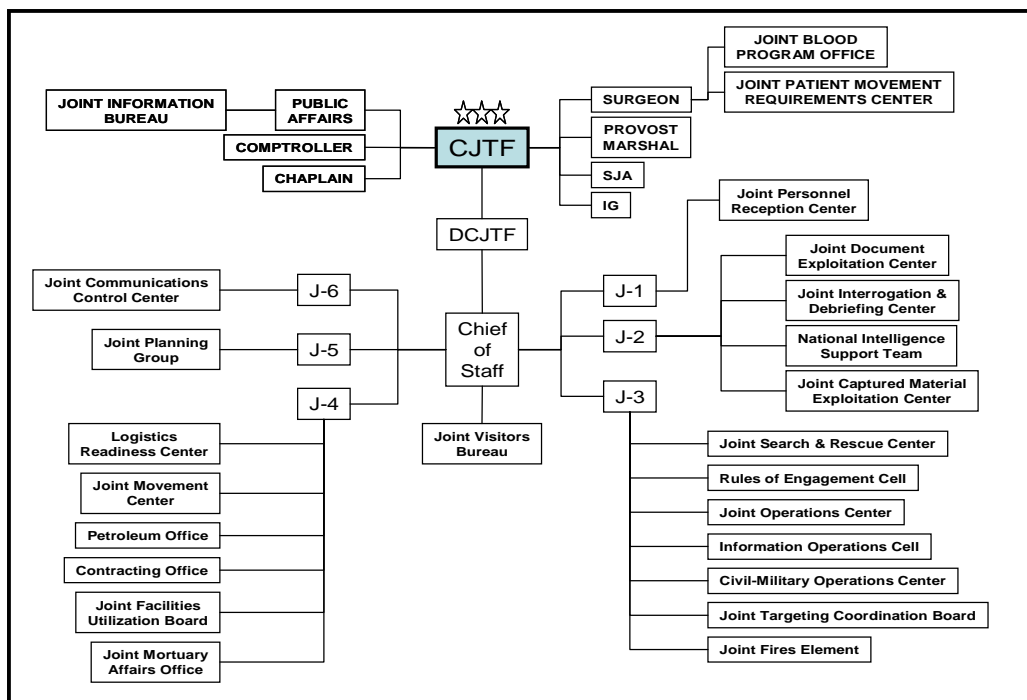 JOINT BLOOD
PROGRAM OFFICE
JOINT INFORMATION
BUREAU
PUBLIC
AFFAIRS
SURGEON
JOINT PATIENT MOVEMENT
REQUIREMENTS CENTER
COMPTROLLER
CJTF
PROVOST
MARSHAL
CHAPLAIN
SJA
IG
Joint Personnel
Reception Center
DCJTF
Joint Document
Exploitation Center
Joint Communications
Control Center
J-6
J-1
Joint Interrogation &
Debriefing Center
Joint Planning
Group
J-5
Chief
of
Staff
J-2
National Intelligence
Support Team
J-4
J-3
Joint Captured Material
Exploitation Center
Logistics
Readiness Center
Joint Visitors
Bureau
Joint Search & Rescue Center
Joint Movement
Center
Rules of Engagement Cell
Petroleum Office
Joint Operations Center
Contracting Office
Information Operations Cell
Joint Facilities
Utilization Board
Civil-Military Operations Center
Joint Targeting Coordination Board
Joint Mortuary
Affairs Office
Joint Fires Element